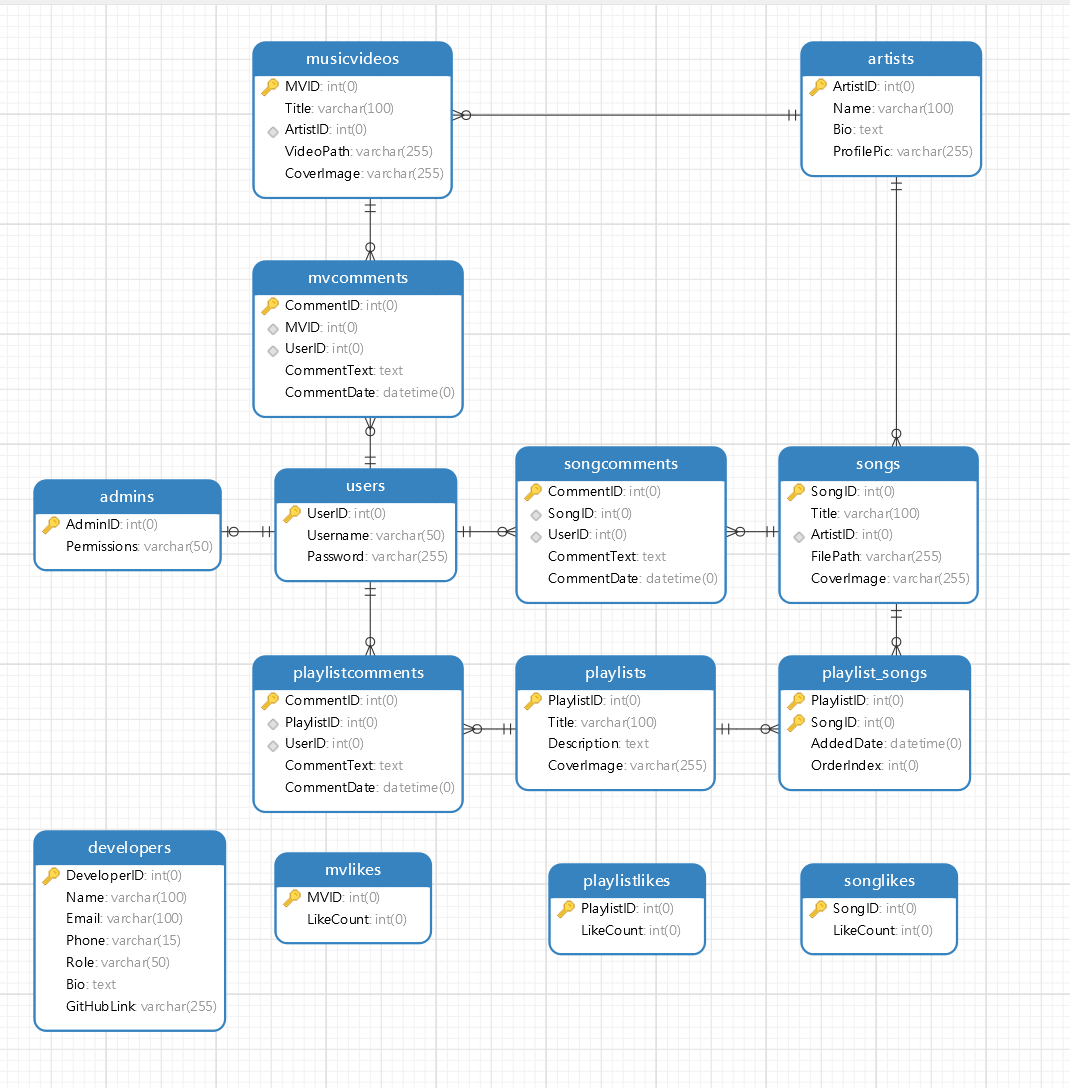 musicvideos
MVID: int(0)
Title: varchar(100)
ArtistID: int(0)
VideoPath: varchar(255)
CoverImage: varchar(255)
artists
ArtistID: int(0)
Name: varchar(100)
Bio: text
ProfilePic: varchar(255)
mvcomments
CommentID: int(0)
MVID: int(0)
UserID: int(0)
CommentText: text
CommentDate: datetime(0)
admins
AdminID: int(0)
Permissions: varchar(50)
users
UserID: int(0)
Username: varchar(50)
Password: varchar(255)
songcomments
CommentID: int(0)
SongID: int(0)
UserID: int(0)
CommentText: text
CommentDate: datetime(0)
songs
SongID: int(0)
Title: varchar(100)
ArtistID: int(0)
FilePath: varchar(255)
CoverImage: varchar(255)
playlistcomments
CommentID: int(0)
PlaylistID: int(0)
UserID: int(0)
CommentText: text
CommentDate: datetime(0)
playlists
PlaylistID: int(0)
Title: varchar(100)
Description: text
CoverImage: varchar(255)
playlist_songs
PlaylistID: int(0)
SongID: int(0)
AddedDate: datetime(0)
OrderIndex: int(0)
developers
DeveloperID: int(0)
Name: varchar(100)
Email: varchar(100)
Phone: varchar(15)
Role: varchar(50)
Bio: text
GitHubLink: varchar(255)
mvlikes
MVID: int(0)
LikeCount: int(0)
playlistlikes
PlaylistID: int(0)
LikeCount: int(0)
songlikes
SongID: int(0)
LikeCount: int(0)